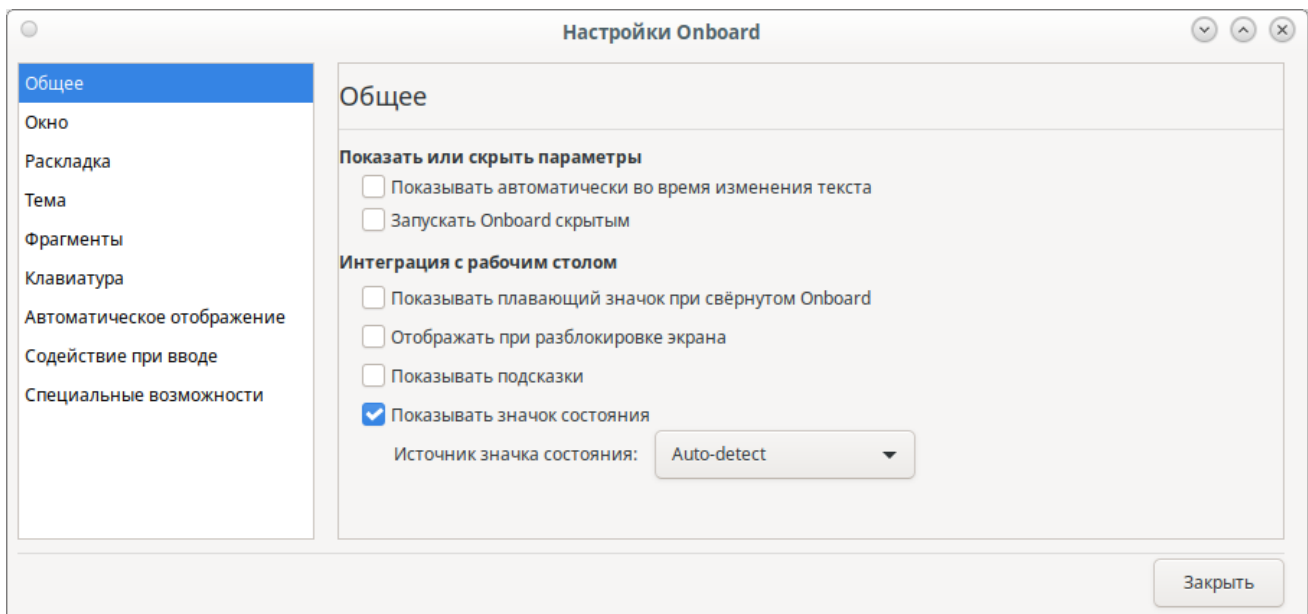 Настройки Onboard
Общее
Окно
Раскладка
Тема
Фрагменты
Клавиатура
Автоматическое отображение
Содействие при вводе
Специальные возможности
Общее
Показать или скрыть параметры
Показывать автоматически во время изменения текста
Запускать Onboard скрытым
Интеграция с рабочим столом
Показывать плавающий значок при свёрнутом Onboard
Отображать при разблокировке экрана
Показывать подсказки
Показывать значок состояния
Источник значка состояния: Auto-detect
Закрыть